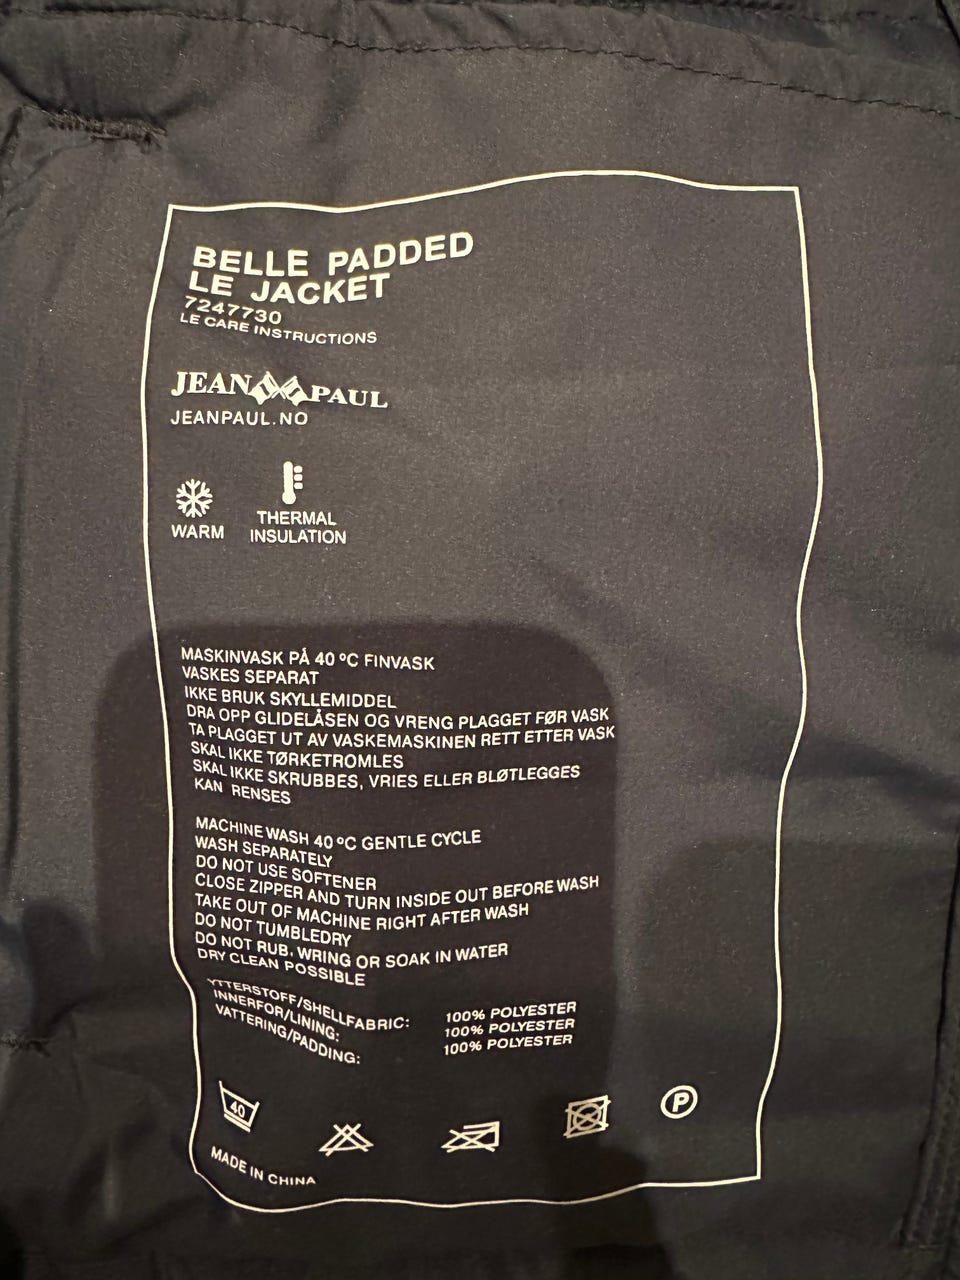 BELLE PADDED
LE JACKET
7247730
LE CARE INSTRUCTIONS
JEAN PAUL
JEANPAUL.NO
WARM
THERMAL
INSULATION
MASKINVASK PÅ 40 ºC FINVASK
VASKES SEPARAT
IKKE BRUK SKYLLEMIDDEL
DRA OPP GLIDELÅSEN OG VRENG PLAGGET FØR VASK
TA PLAGGET UT AV VASKEMASKINEN RETT ETTER VASK
SKAL IKKE TØRKETROMLES
SKAL IKKE SKRUBBES, VRIES ELLER BLØTLEGGES
KAN RENSES
MACHINE WASH 40 ºC GENTLE CYCLE
WASH SEPARATELY
DO NOT USE SOFTENER
CLOSE ZIPPER AND TURN INSIDE OUT BEFORE WASH
TAKE OUT OF MACHINE RIGHT AFTER WASH
DO NOT TUMBLEDRY
DO NOT RUB, WRING OR SOAK IN WATER
DRY CLEAN POSSIBLE
YTTERSTOFF/SHELLFABRIC: 100% POLYESTER
INNERFOR/LINING: 100% POLYESTER
VATTERING/PADDING: 100% POLYESTER
40
P
MADE IN CHINA